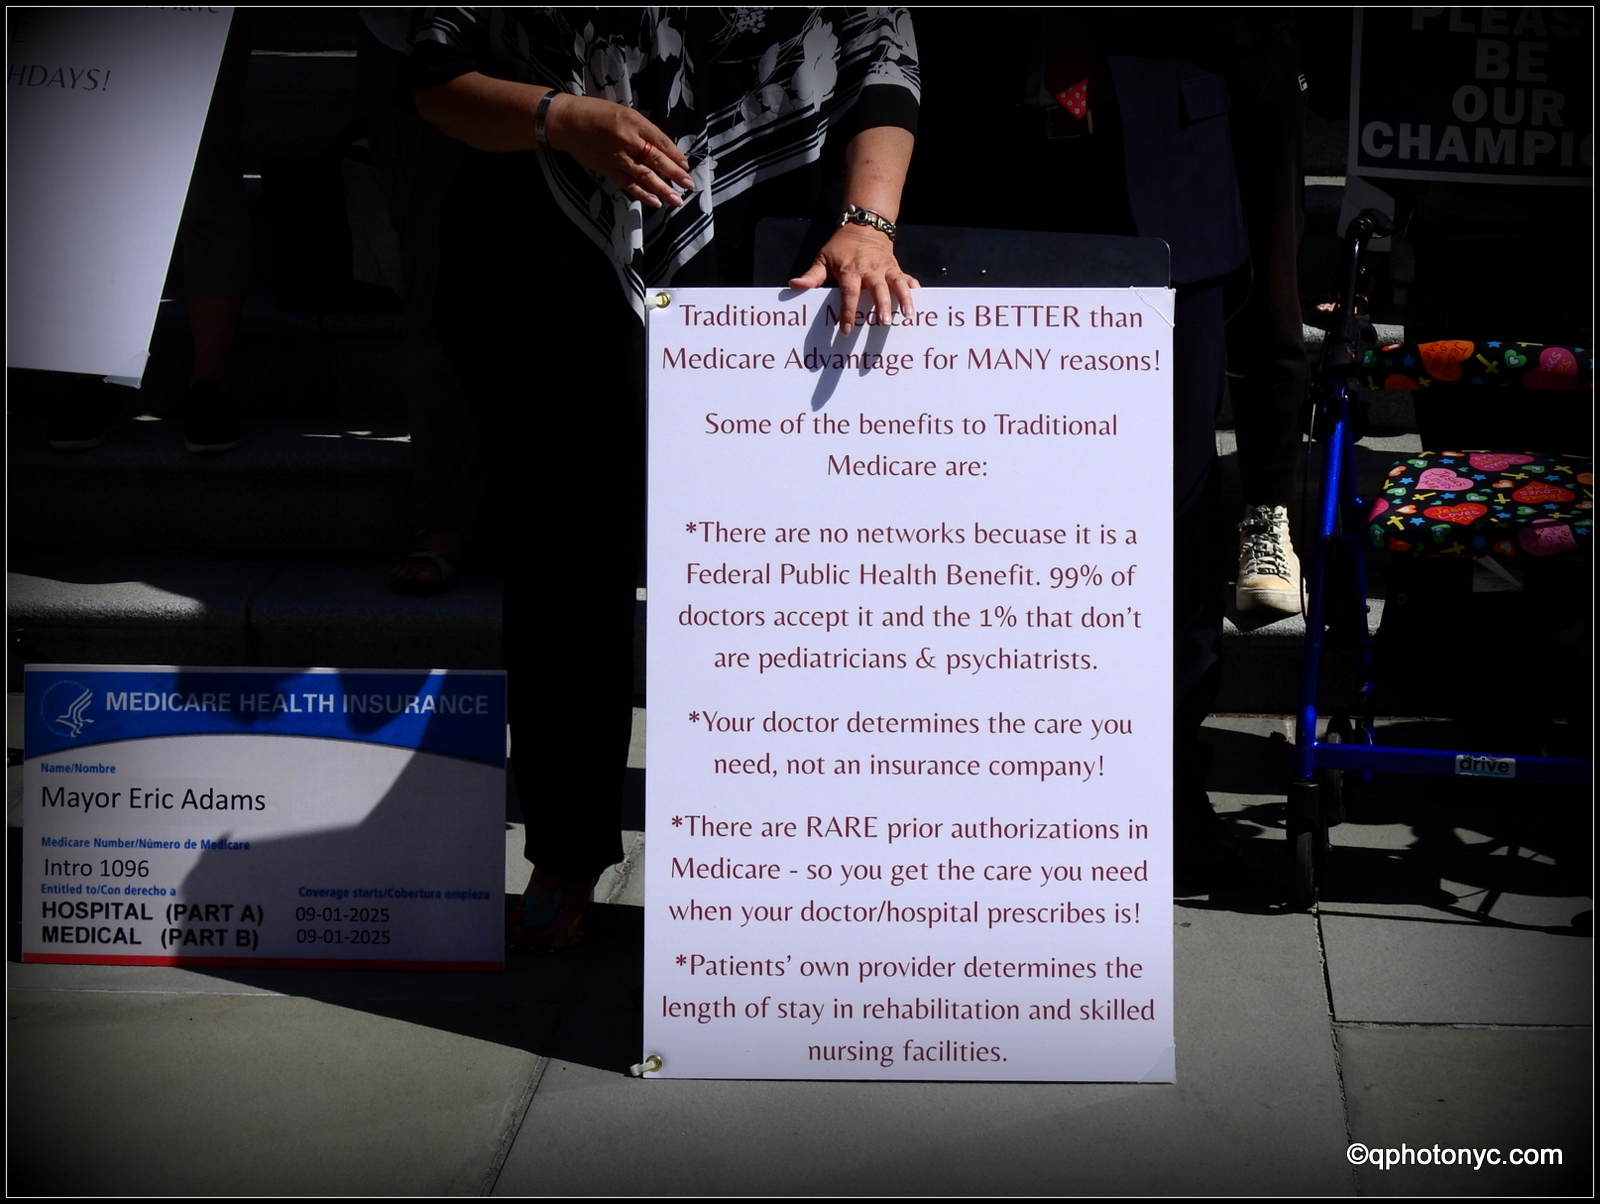 HDAYS!
PLEAS
BE
OUR
CHAMPI
Traditional Medicare is BETTER than
Medicare Advantage for MANY reasons!
Some of the benefits to Traditional
Medicare are:
*There are no networks becuase it is a
Federal Public Health Benefit. 99% of
doctors accept it and the 1% that don't
are pediatricians & psychiatrists.
*Your doctor determines the care you
need, not an insurance company!
*There are RARE prior authorizations in
Medicare - so you get the care you need
when your doctor/hospital prescribes is!
*Patients' own provider determines the
length of stay in rehabilitation and skilled
nursing facilities.
MEDICARE HEALTH INSURANCE
Name/Nombre
Mayor Eric Adams
Medicare Number/Número de Medicare
Intro 1096
Entitled to/Con derecho a Coverage starts/Cobertura empieza
HOSPITAL (PART A) 09-01-2025
MEDICAL (PART B) 09-01-2025
drive
©qphotonyc.com